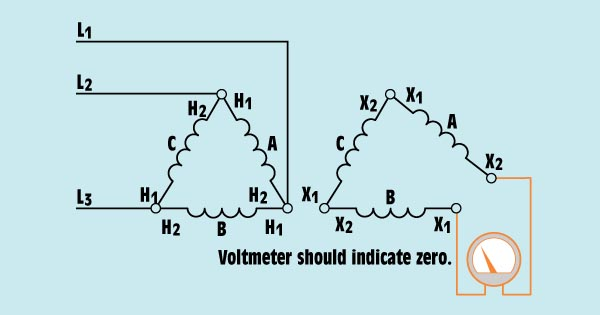 L1
L2
L3
H2 H1
C A
H1 H2
H2 B H1
X2 X1
C A
X2
X1 B
X2 X1
Voltmeter should indicate zero.